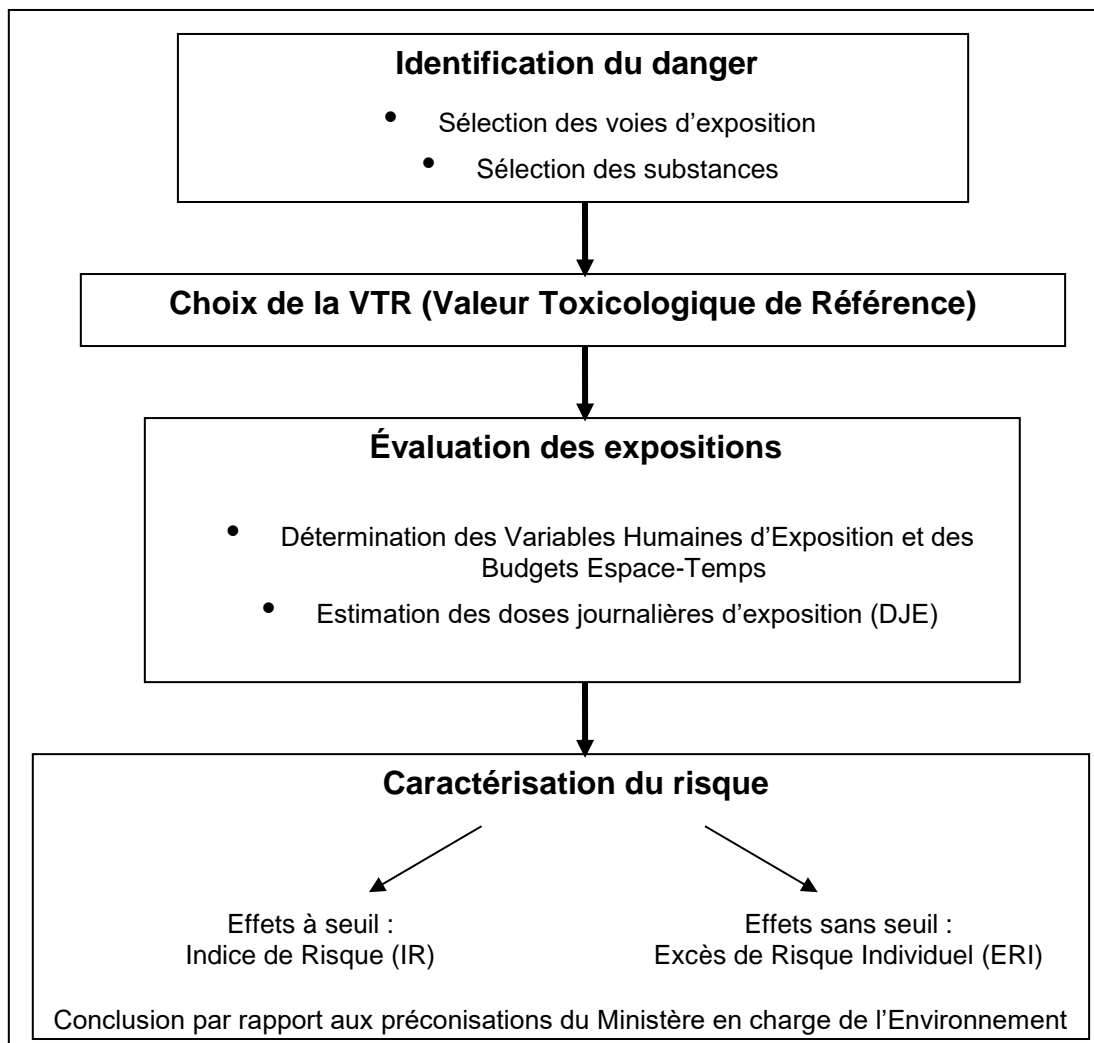 Identification du danger
• Sélection des voies d’exposition
• Sélection des substances
Choix de la VTR (Valeur Toxicologique de Référence)
Évaluation des expositions
• Détermination des Variables Humaines d’Exposition et des
Budgets Espace-Temps
• Estimation des doses journalières d’exposition (DJE)
Caractérisation du risque
Effets à seuil :
Indice de Risque (IR)
Effets sans seuil :
Excès de Risque Individuel (ERI)
Conclusion par rapport aux préconisations du Ministère en charge de l’Environnement